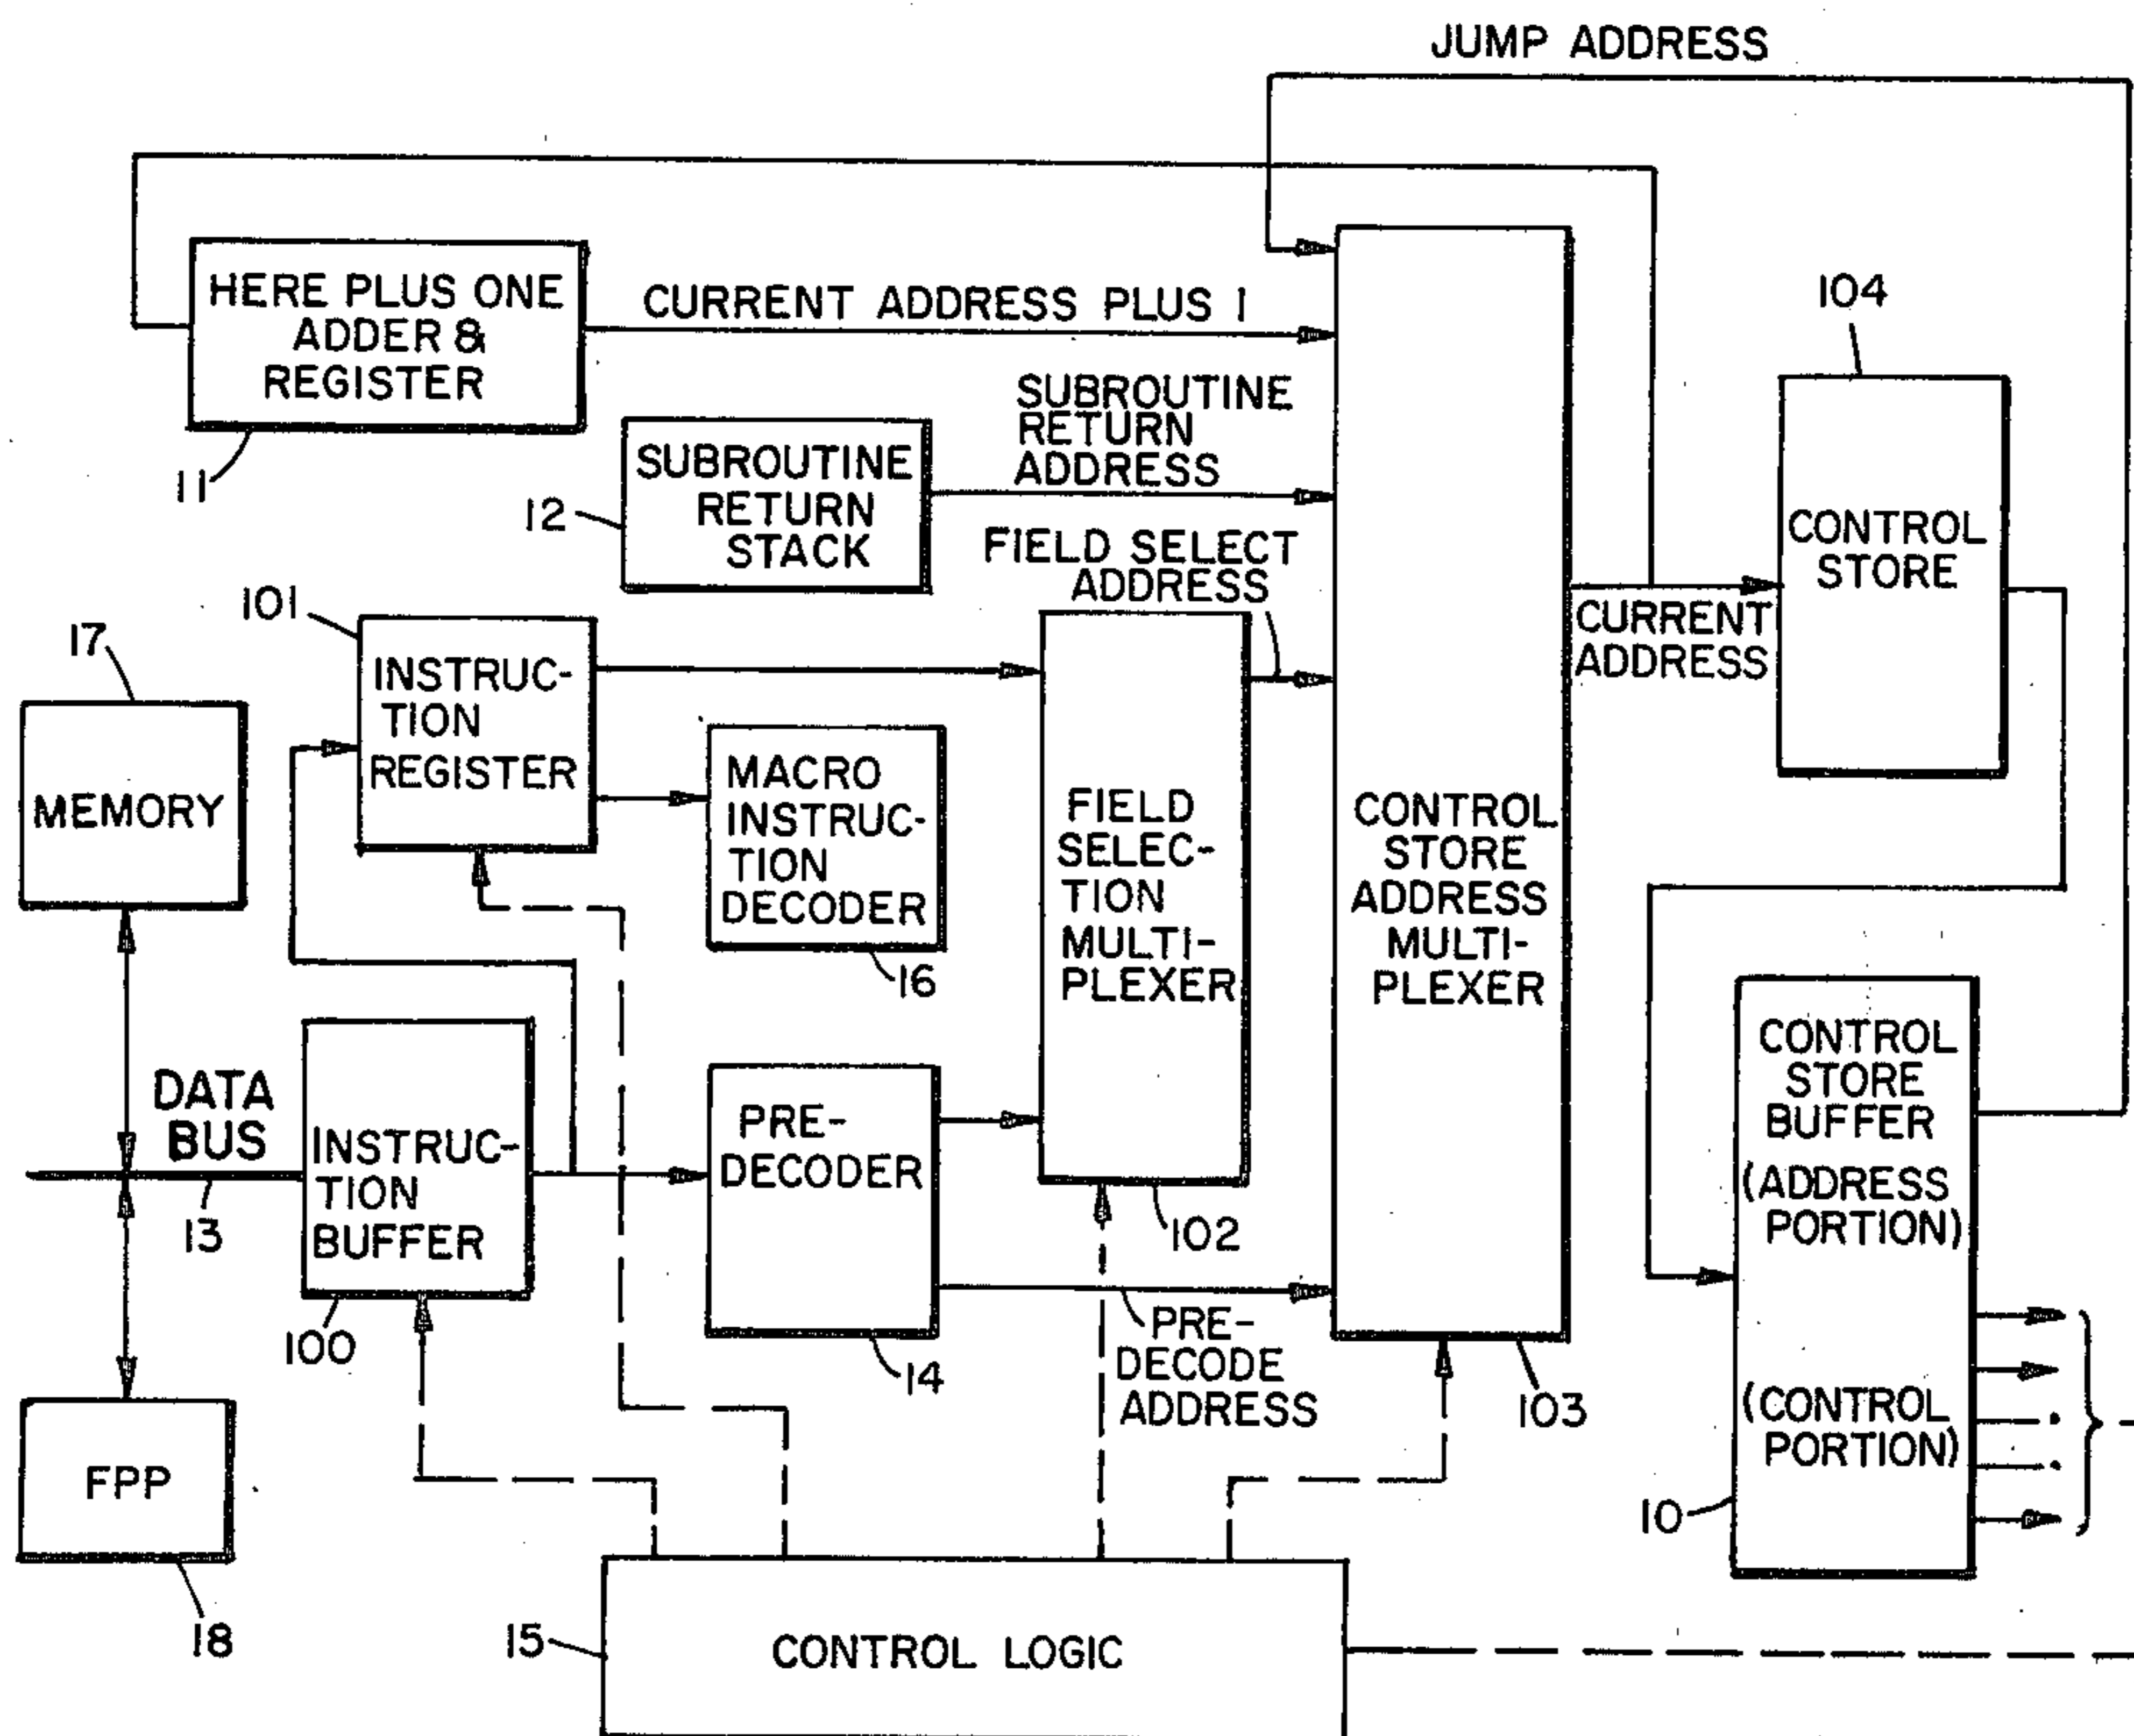 JUMP ADDRESS
HERE PLUS ONE
ADDER &
REGISTER
11
CURRENT ADDRESS PLUS 1
SUBROUTINE
RETURN
STACK
12
SUBROUTINE
RETURN
ADDRESS
FIELD SELECT
ADDRESS
104
CONTROL
STORE
CURRENT
ADDRESS
101
INSTRUC-
TION
REGISTER
17
MEMORY
MACRO
INSTRUC-
TION
DECODER
16
FIELD
SELEC-
TION
MULTI-
PLEXER
102
CONTROL
STORE
ADDRESS
MULTI-
PLEXER
103
DATA
BUS
13
INSTRUC-
TION
BUFFER
100
PRE-
DECODER
14
PRE-
DECODE
ADDRESS
CONTROL
STORE
BUFFER
(ADDRESS
PORTION)
(CONTROL
PORTION)
10
FPP
18
15
CONTROL LOGIC